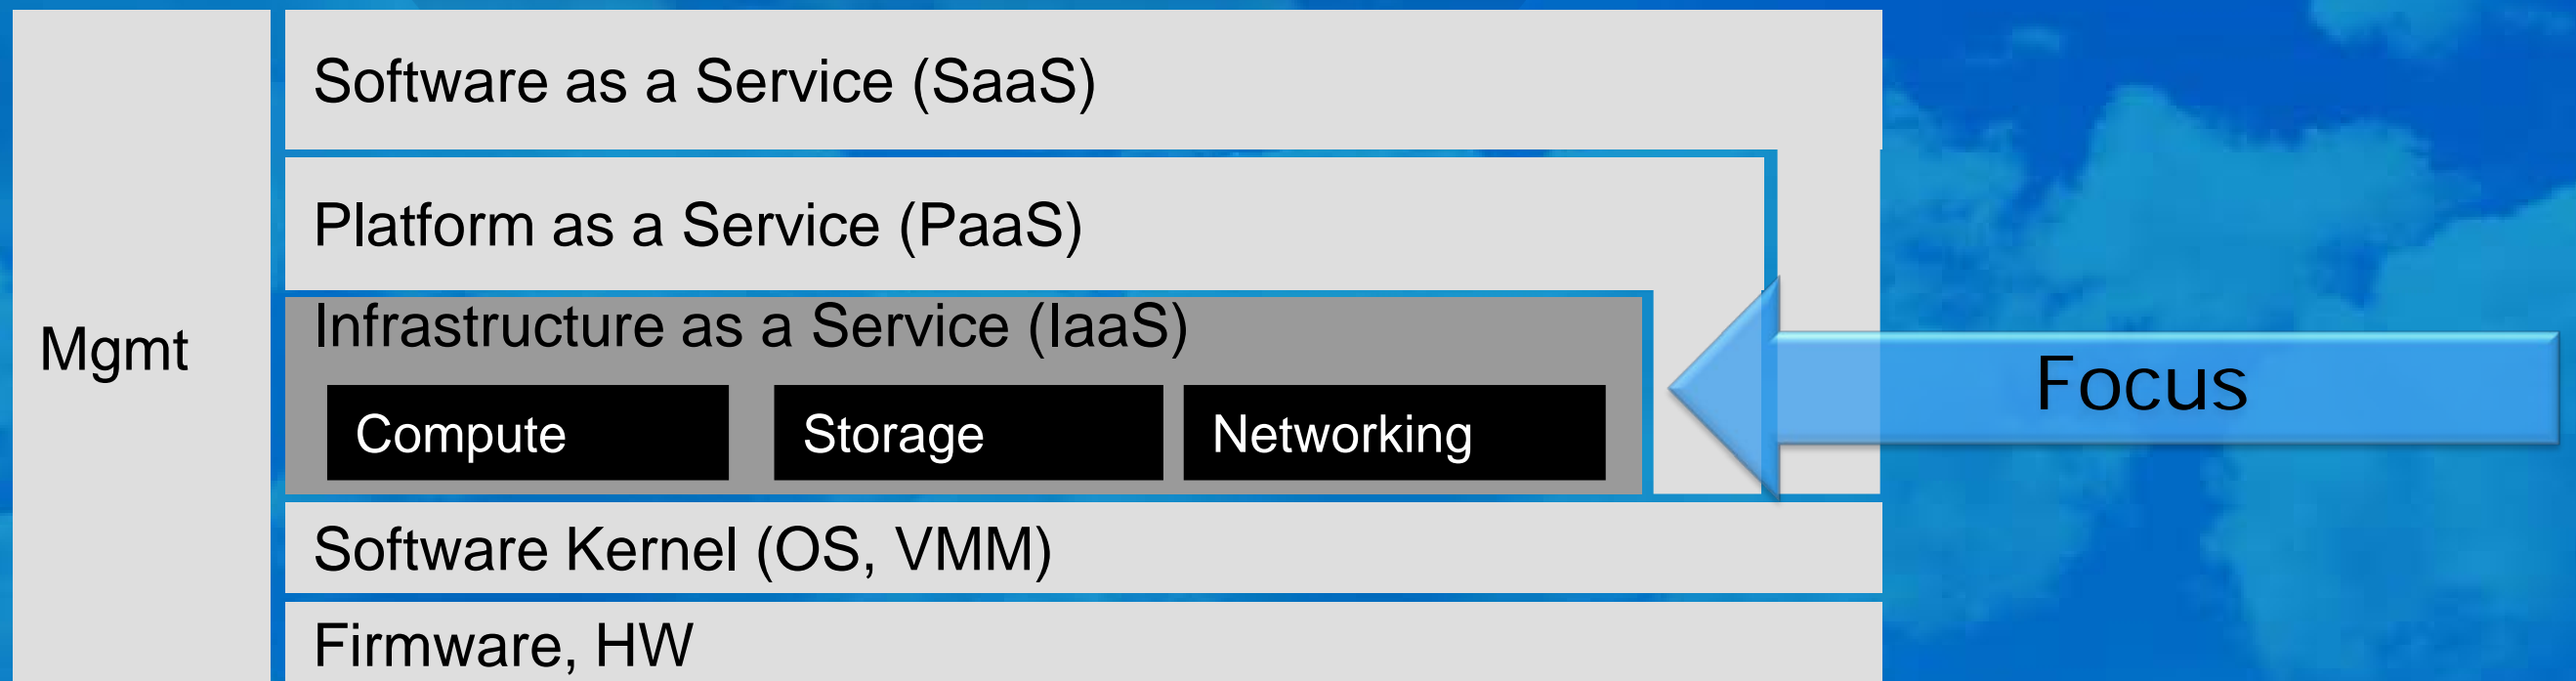 Software as a Service (SaaS)
Platform as a Service (PaaS)
Mgmt
Infrastructure as a Service (IaaS)
Compute
Storage
Networking
Focus
Software Kernel (OS, VMM)
Firmware, HW